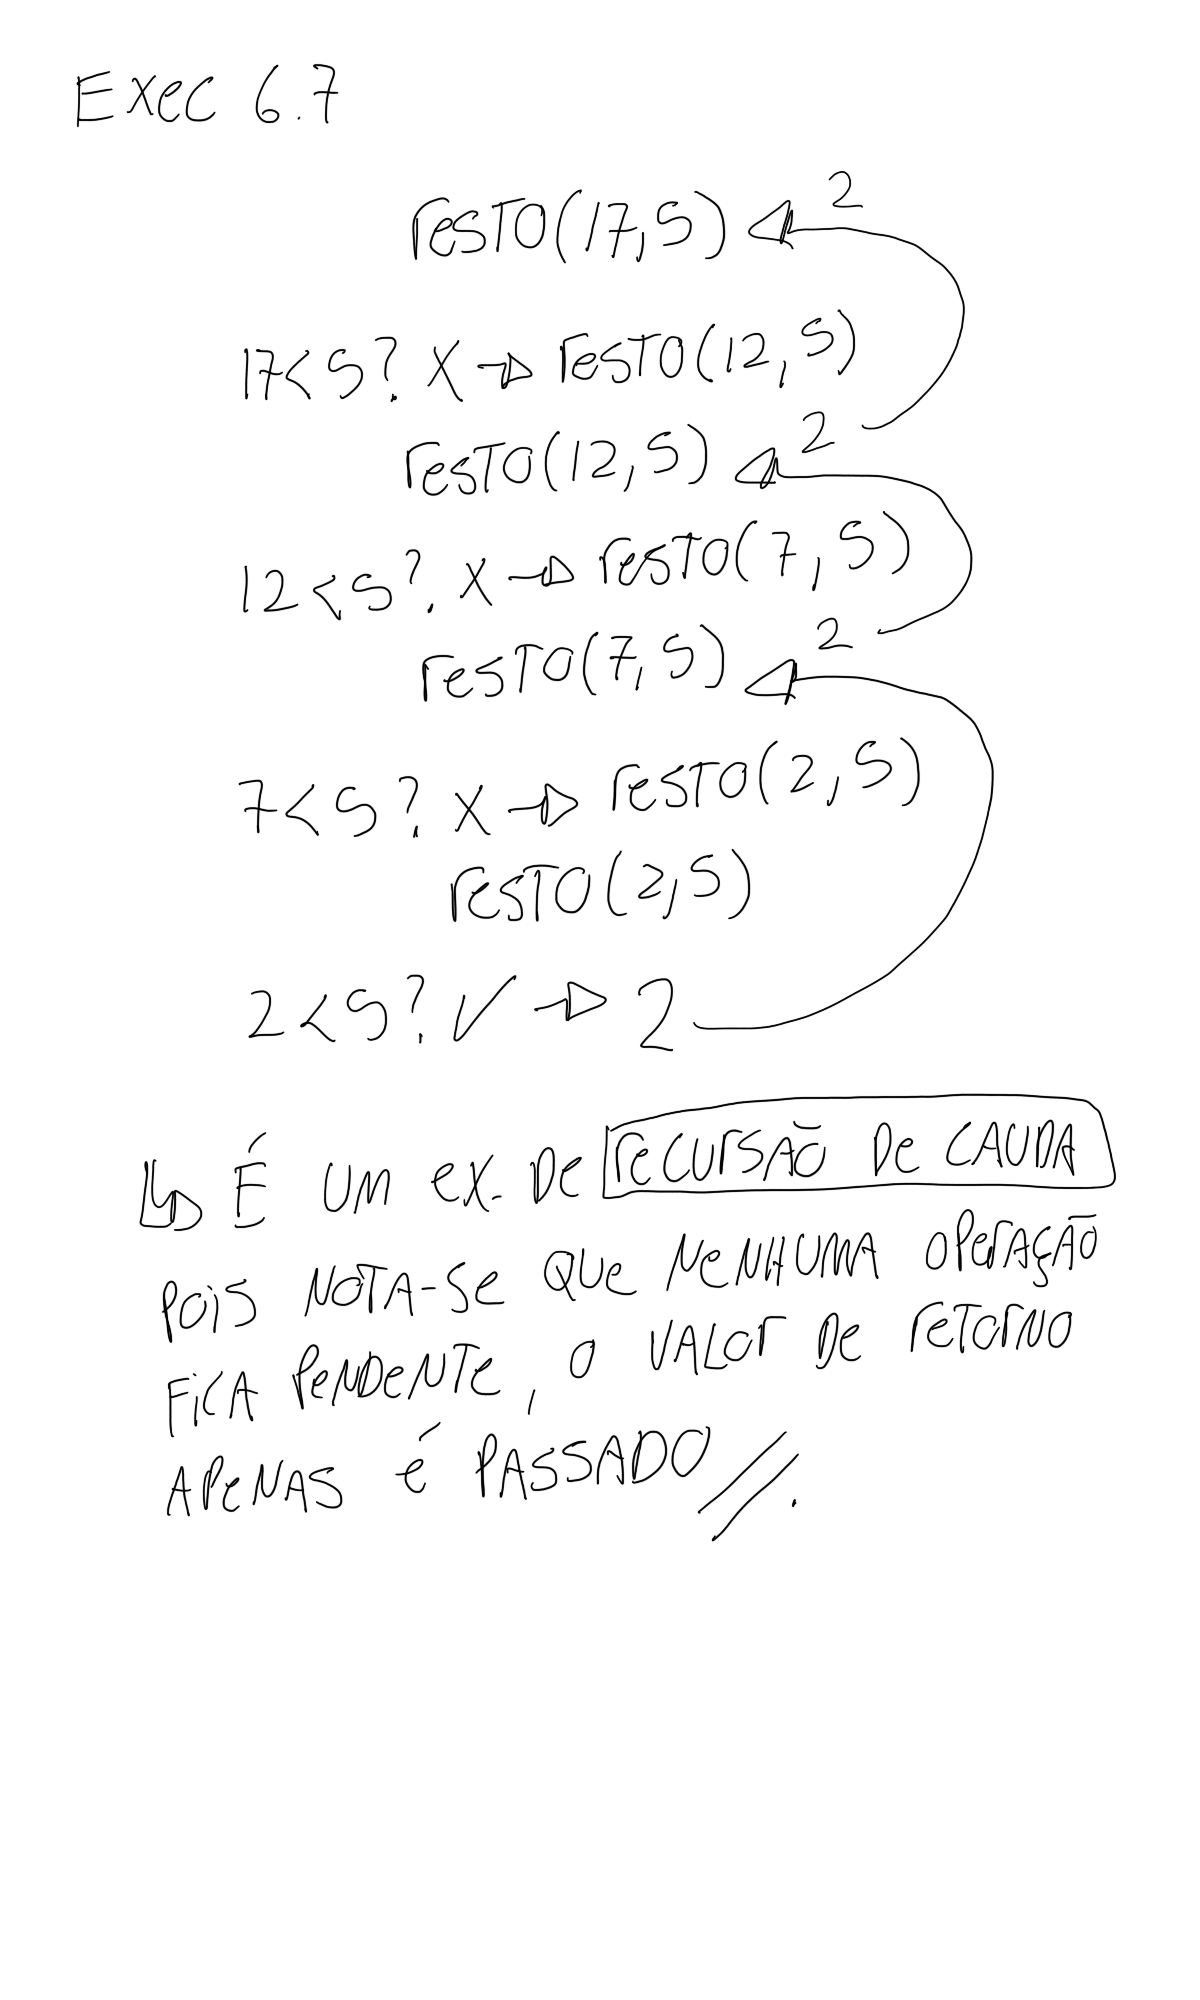 Exec 6.7
resto(17,5) 2
17<5? X → resto(12,5)
resto(12,5) 2
12<5? X → resto(7,5)
resto(7,5) 2
7<5? X → resto(2,5)
resto(2,5)
2<5? ✓ → 2
↳ É UM ex. De recursão De CAUDA
pois NOTA-se que NeNHUMA operação
FiCA PeNDeNTe, o VALor De reTorNo
APeNAS é PASSADO //.